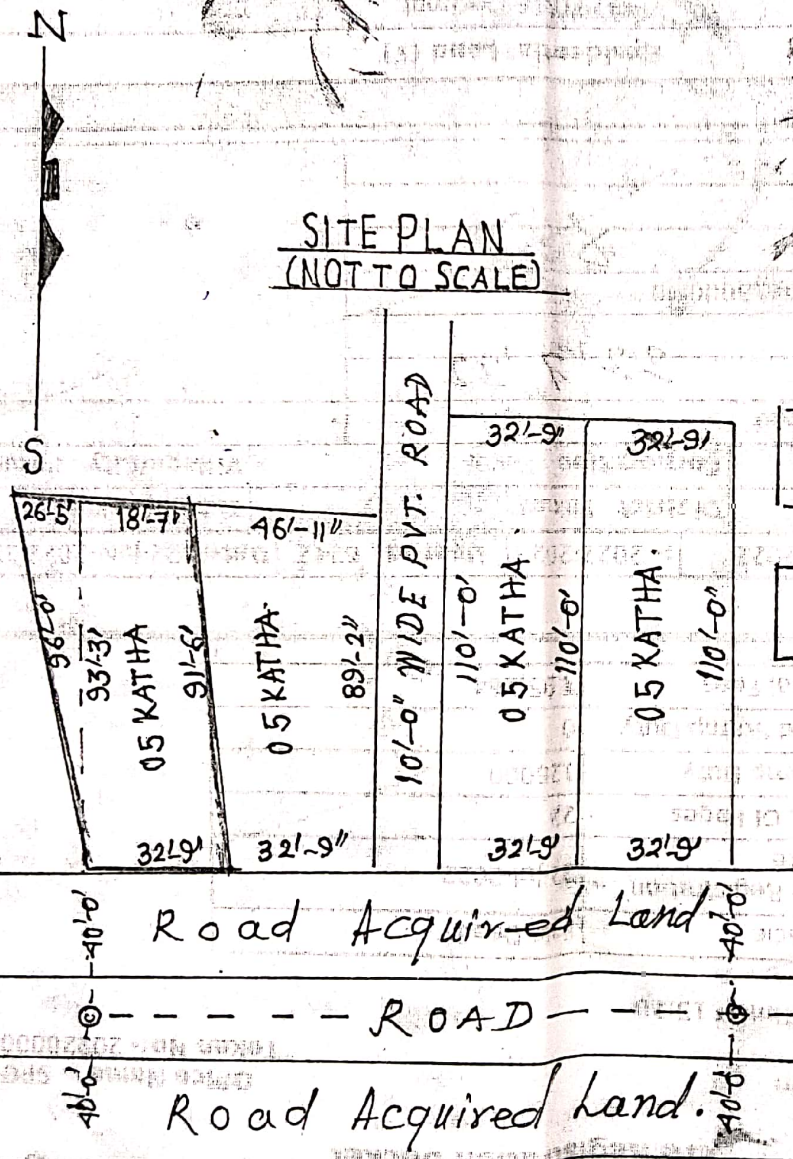 N
SITE PLAN
(NOT TO SCALE)
S
26'-5"
18'-7"
46'-11"
10'-0" WIDE PVT. ROAD
32'-9"
32'-9"
96'-0"
93'-3"
05 KATHA
91'-6"
05 KATHA.
89'-2"
110'-0"
05 KATHA.
110'-0"
05 KATHA.
110'-0"
32'-9"
32'-9"
32'-9"
32'-9"
40'-0"
Road Acquired Land
40'-0"
C
ROAD
C
40'-0"
Road Acquired Land.
40'-0"